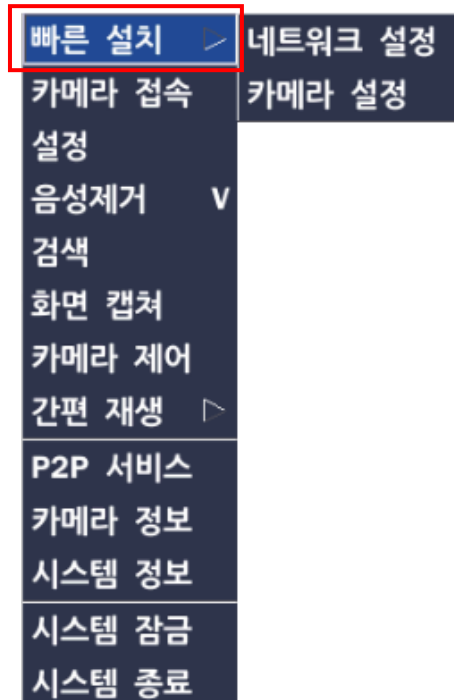 빠른 설치 ▷
네트워크 설정
카메라 접속
카메라 설정
설정
음성제거 V
검색
화면 캡쳐
카메라 제어
간편 재생 ▷
P2P 서비스
카메라 정보
시스템 정보
시스템 잠금
시스템 종료